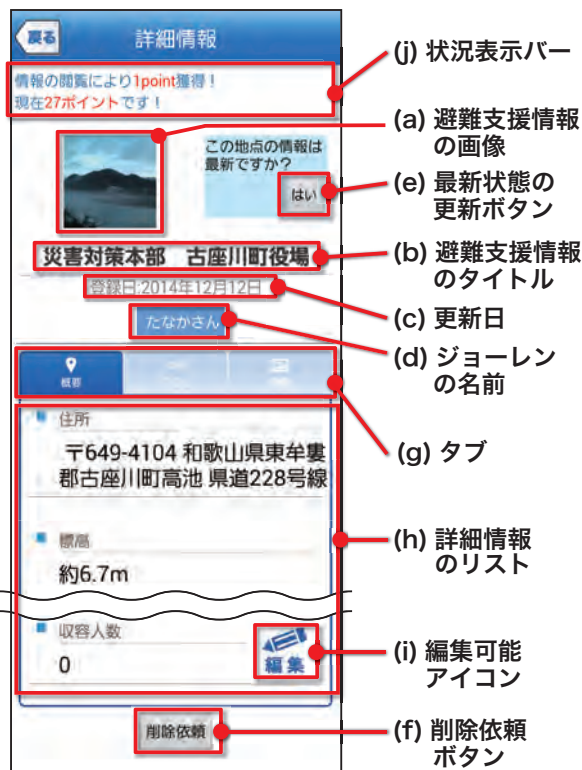 戻る
詳細情報
情報の閲覧により1point獲得！
現在27ポイントです！
この地点の情報は
最新ですか？
はい
災害対策本部　古座川町役場
登録日:2014年12月12日
たなかさん
概要
住所
〒649-4104 和歌山県東牟婁
郡古座川町高池 県道228号線
標高
約6.7m
収容人数
0
編集
削除依頼
(j) 状況表示バー
(a) 避難支援情報
の画像
(e) 最新状態の
更新ボタン
(b) 避難支援情報
のタイトル
(c) 更新日
(d) ジョーレン
の名前
(g) タブ
(h) 詳細情報
のリスト
(i) 編集可能
アイコン
(f) 削除依頼
ボタン